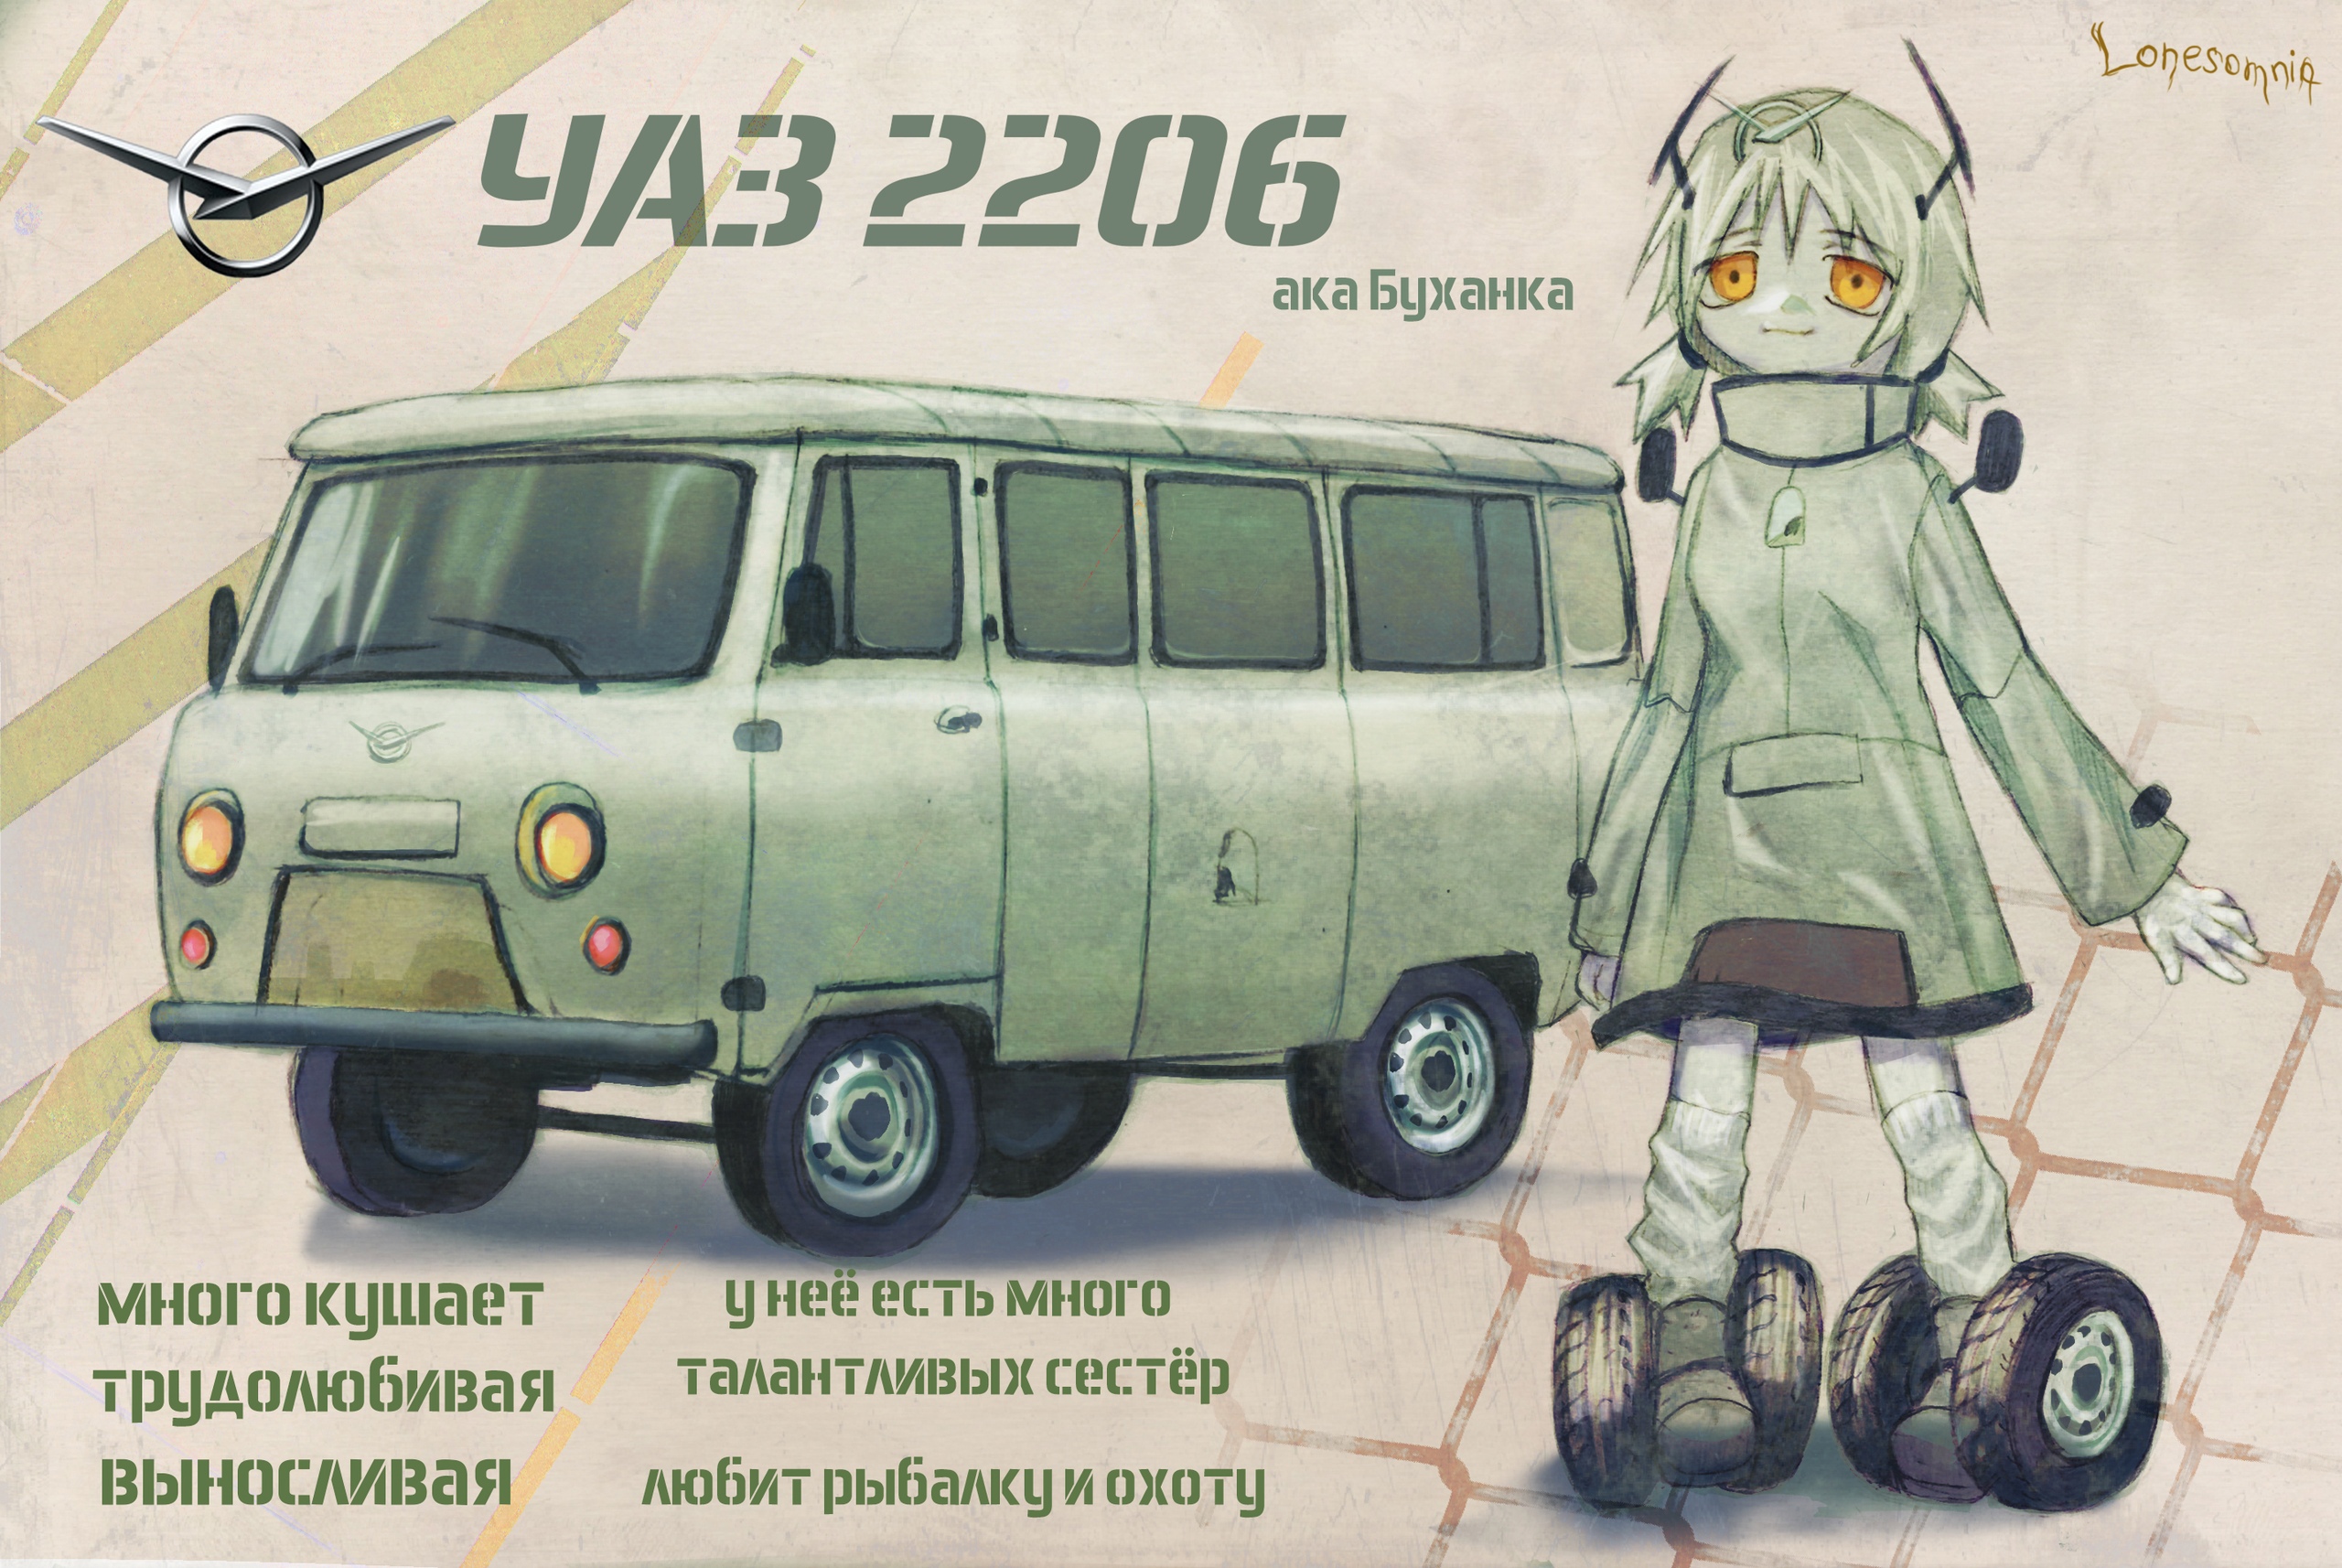 Lonesomnia
УАЗ 2206
ака Буханка
много кушает
трудолюбивая
выносливая
у неё есть много
талантливых сестёр
любит рыбалку и охоту